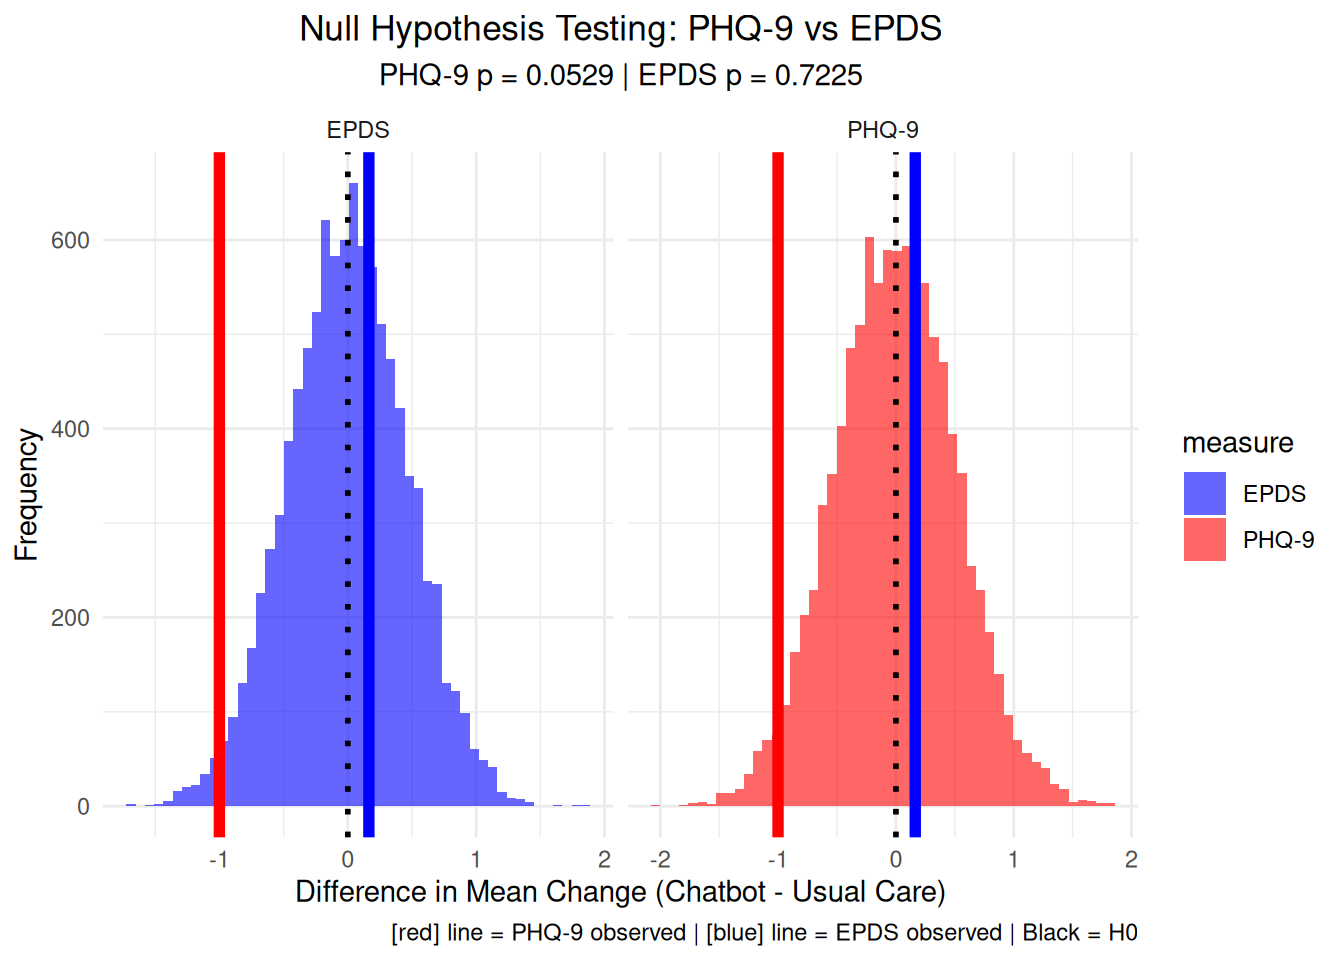 Null Hypothesis Testing: PHQ-9 vs EPDS
PHQ-9 p = 0.0529 | EPDS p = 0.7225
EPDS
PHQ-9
600
400
200
0
Frequency
-1
0
1
2
-2
-1
0
1
2
Difference in Mean Change (Chatbot - Usual Care)
[red] line = PHQ-9 observed | [blue] line = EPDS observed | Black = H0
measure
EPDS
PHQ-9